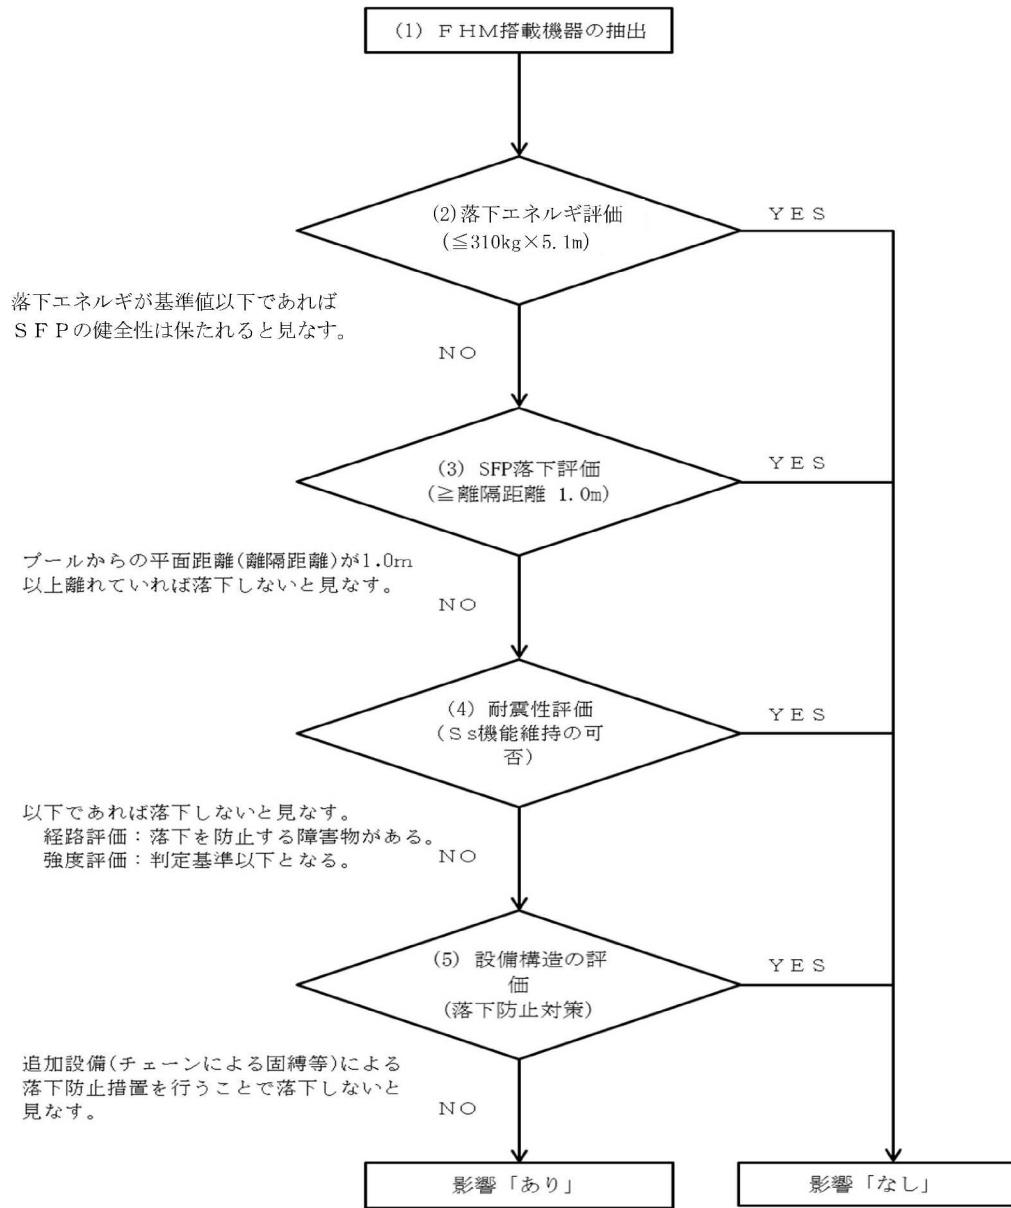 (1) ＦＨＭ搭載機器の抽出
(2)落下エネルギ評価
(≦310kg×5.1m)
ＹＥＳ
落下エネルギが基準値以下であれば
ＳＦＰの健全性は保たれると見なす。
ＮＯ
(3) SFP落下評価
(≧離隔距離 1.0m)
ＹＥＳ
プールからの平面距離(離隔距離)が1.0m
以上離れていれば落下しないと見なす。
ＮＯ
(4) 耐震性評価
(Ｓs機能維持の可
否)
ＹＥＳ
以下であれば落下しないと見なす。
経路評価：落下を防止する障害物がある。
強度評価：判定基準以下となる。
ＮＯ
(5) 設備構造の評
価
(落下防止対策)
ＹＥＳ
追加設備(チェーンによる固縛等)による
落下防止措置を行うことで落下しないと
見なす。
ＮＯ
影響「あり」
影響「なし」